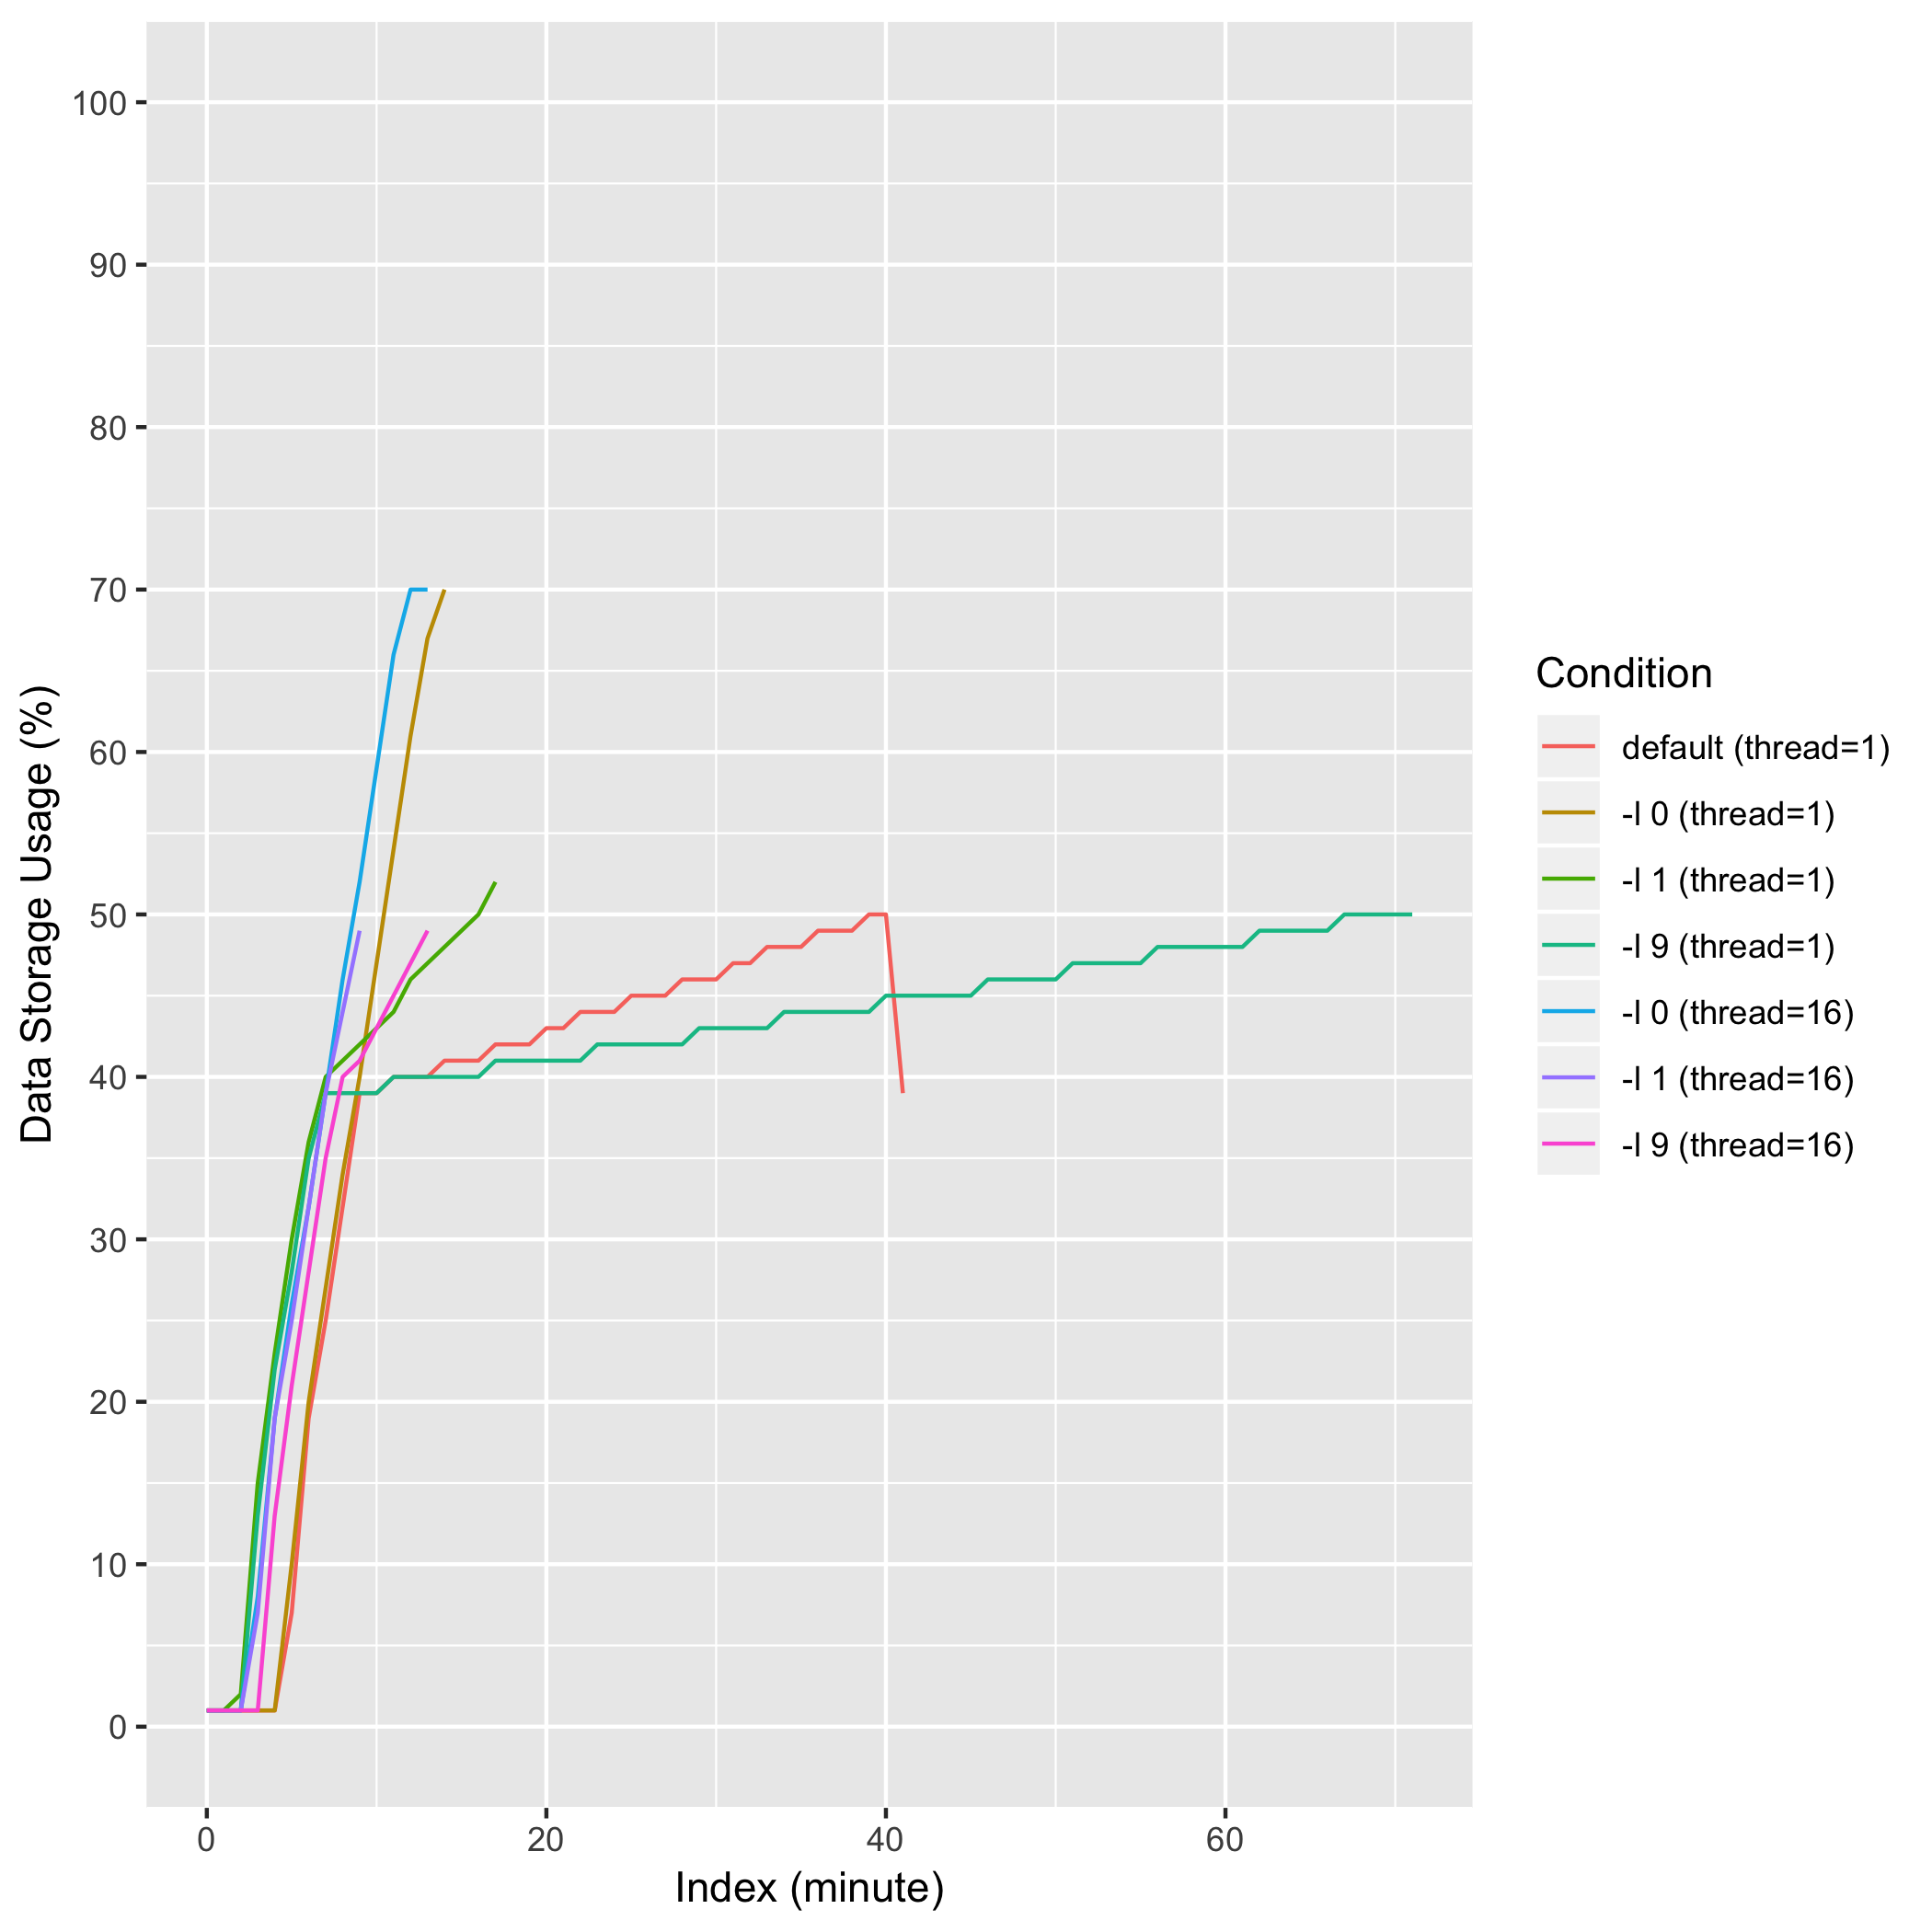 100
90
80
70
60
50
40
30
20
10
0
Data Storage Usage (%)
0 20 40 60
Index (minute)
Condition
default (thread=1)
-l 0 (thread=1)
-l 1 (thread=1)
-l 9 (thread=1)
-l 0 (thread=16)
-l 1 (thread=16)
-l 9 (thread=16)